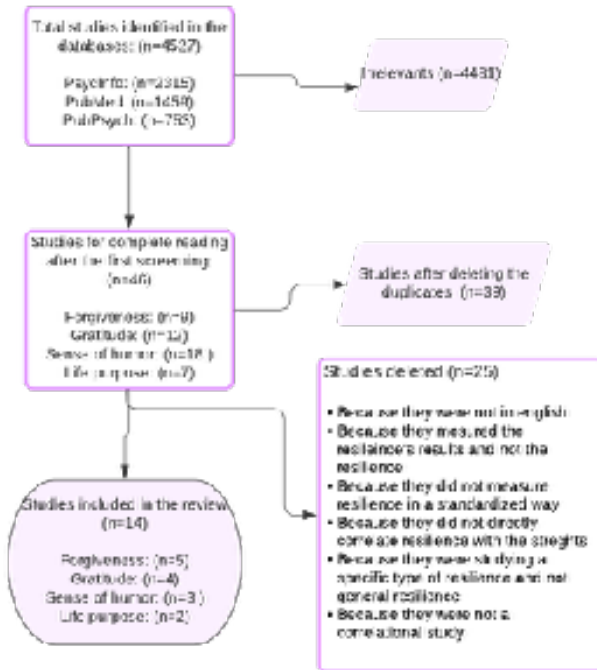 Total studies identified in the
databases: (n=4527)
PsycInfo: (n=2315)
PubMed: (n=1459)
PubPsych: (n=753)
Irrelevants (n=4481)
Studies for complete reading
after the first screening:
(n=46)
Forgiveness: (n=9)
Gratitude: (n=12)
Sense of humor: (n=18 )
Life purpose: (n=7)
Studies after deleting the
duplicates (n=39)
Studies deleted (n=25)
• Because they were not in english
• Because they mesured the
resilience's results and not the
resilience
• Because they did not measure
resilience in a standardized way
• Because they did not directly
correlate resilience with the
• Because they were studying a
specific type of resilience and not
general resilience
• Because they were not a
correlational study
Studies included in the review
(n=14)
Forgiveness: (n=5)
Gratitude: (n=4)
Sense of humor: (n=3 )
Life purpose: (n=2)